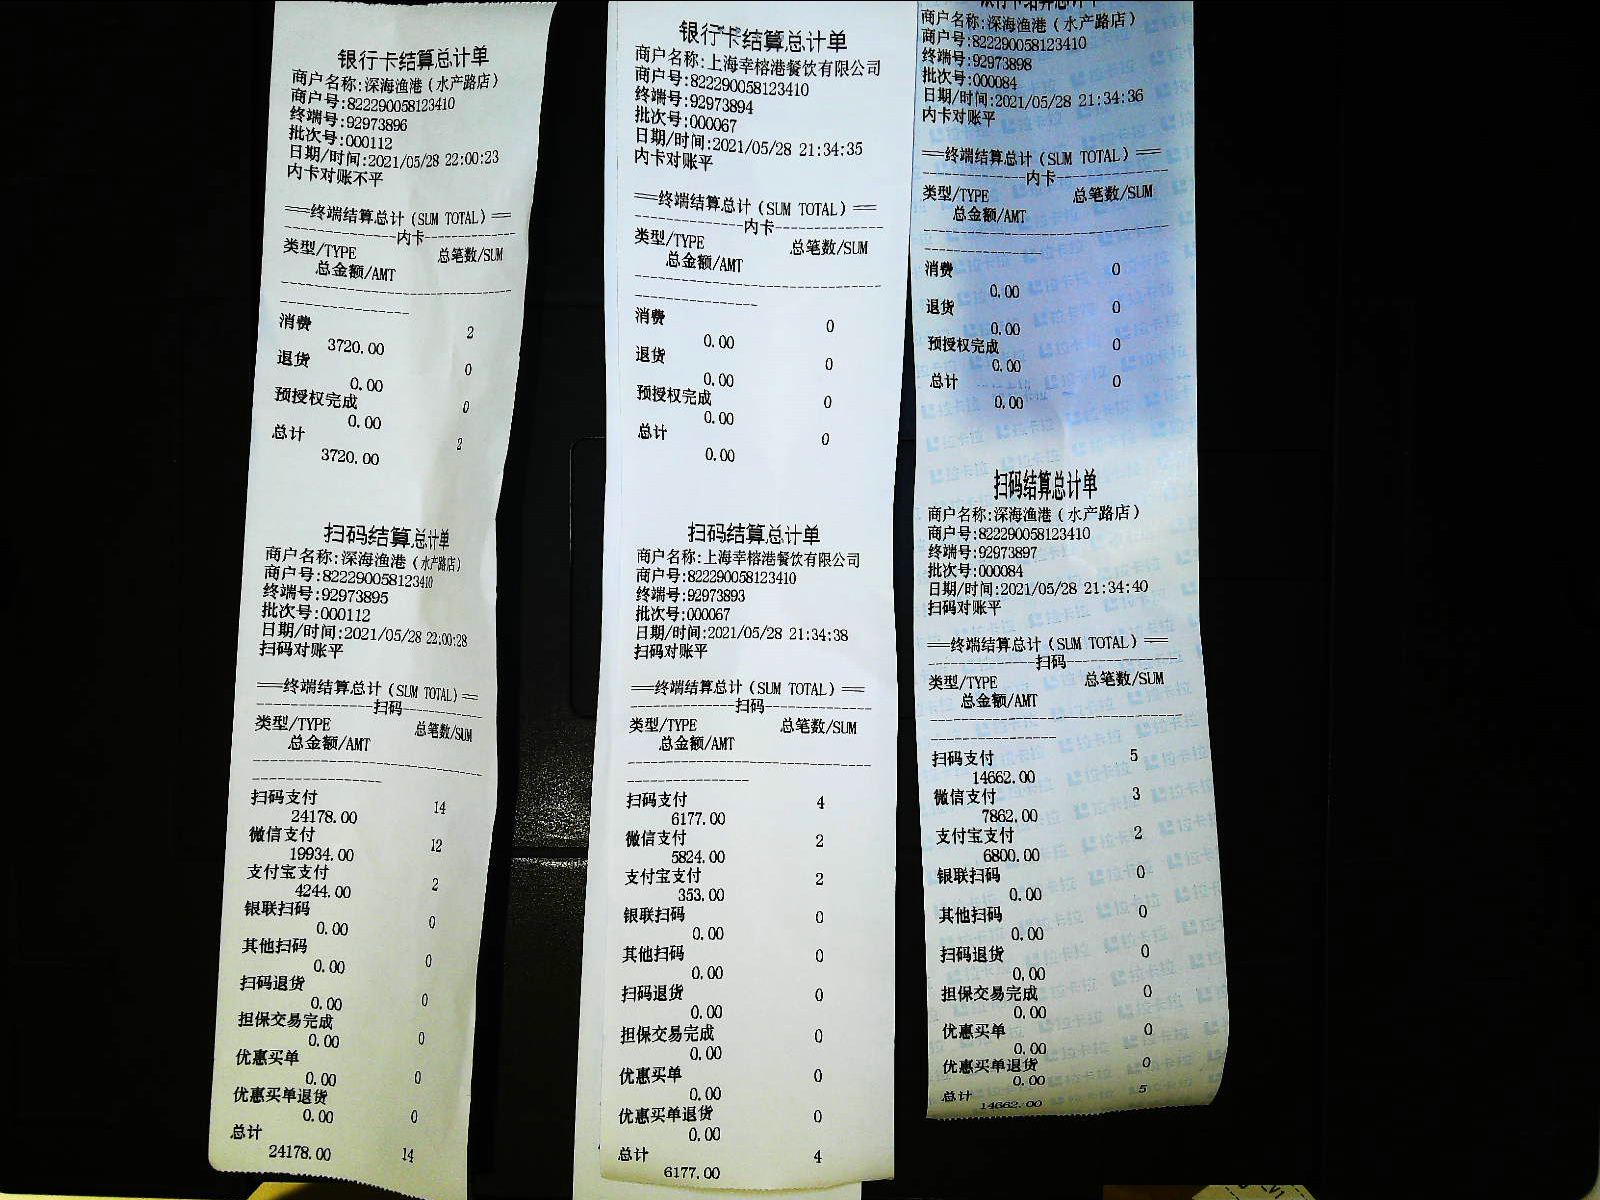 银行卡结算总计单
商户名称:深海渔港(水产路店)
商户号:822290058123410
终端号:92973896
批次号:000112
日期/时间:2021/05/28 22:00:23
内卡对账不平
══终端结算总计(SUM TOTAL)══
----------------内卡----------------
类型/TYPE 总笔数/SUM
总金额/AMT
消费 2
3720.00
退货 0
0.00
预授权完成 0
0.00
总计 2
3720.00
扫码结算总计单
商户名称:深海渔港(水产路店)
商户号:822290058123410
终端号:92973895
批次号:000112
日期/时间:2021/05/28 22:00:28
扫码对账平
══终端结算总计(SUM TOTAL)══
----------------扫码----------------
类型/TYPE 总笔数/SUM
总金额/AMT
扫码支付 14
24178.00
微信支付 12
19934.00
支付宝支付 2
4244.00
银联扫码 0
0.00
其他扫码 0
0.00
扫码退货 0
0.00
担保交易完成 0
0.00
优惠买单 0
0.00
优惠买单退货 0
0.00
总计 14
24178.00
银行卡结算总计单
商户名称:上海幸榕港餐饮有限公司
商户号:822290058123410
终端号:92973894
批次号:000067
日期/时间:2021/05/28 21:34:35
内卡对账平
══终端结算总计(SUM TOTAL)══
----------------内卡----------------
类型/TYPE 总笔数/SUM
总金额/AMT
消费 0
0.00
退货 0
0.00
预授权完成 0
0.00
总计 0
0.00
扫码结算总计单
商户名称:上海幸榕港餐饮有限公司
商户号:822290058123410
终端号:92973893
批次号:000067
日期/时间:2021/05/28 21:34:38
扫码对账平
══终端结算总计(SUM TOTAL)══
----------------扫码----------------
类型/TYPE 总笔数/SUM
总金额/AMT
扫码支付 4
6177.00
微信支付 2
5824.00
支付宝支付 2
353.00
银联扫码 0
0.00
其他扫码 0
0.00
扫码退货 0
0.00
担保交易完成 0
0.00
优惠买单 0
0.00
优惠买单退货 0
0.00
总计 4
6177.00
银行卡结算总计单
商户名称:深海渔港(水产路店)
商户号:822290058123410
终端号:92973898
批次号:000084
日期/时间:2021/05/28 21:34:36
内卡对账平
══终端结算总计(SUM TOTAL)══
----------------内卡----------------
类型/TYPE 总笔数/SUM
总金额/AMT
消费 0
0.00
退货 0
0.00
预授权完成 0
0.00
总计 0
0.00
扫码结算总计单
商户名称:深海渔港(水产路店)
商户号:822290058123410
终端号:92973897
批次号:000084
日期/时间:2021/05/28 21:34:40
扫码对账平
══终端结算总计(SUM TOTAL)══
----------------扫码----------------
类型/TYPE 总笔数/SUM
总金额/AMT
扫码支付 5
14662.00
微信支付 3
7862.00
支付宝支付 2
6800.00
银联扫码 0
0.00
其他扫码 0
0.00
扫码退货 0
0.00
担保交易完成 0
0.00
优惠买单 0
0.00
优惠买单退货 0
0.00
总计 5
14662.00
拉卡拉